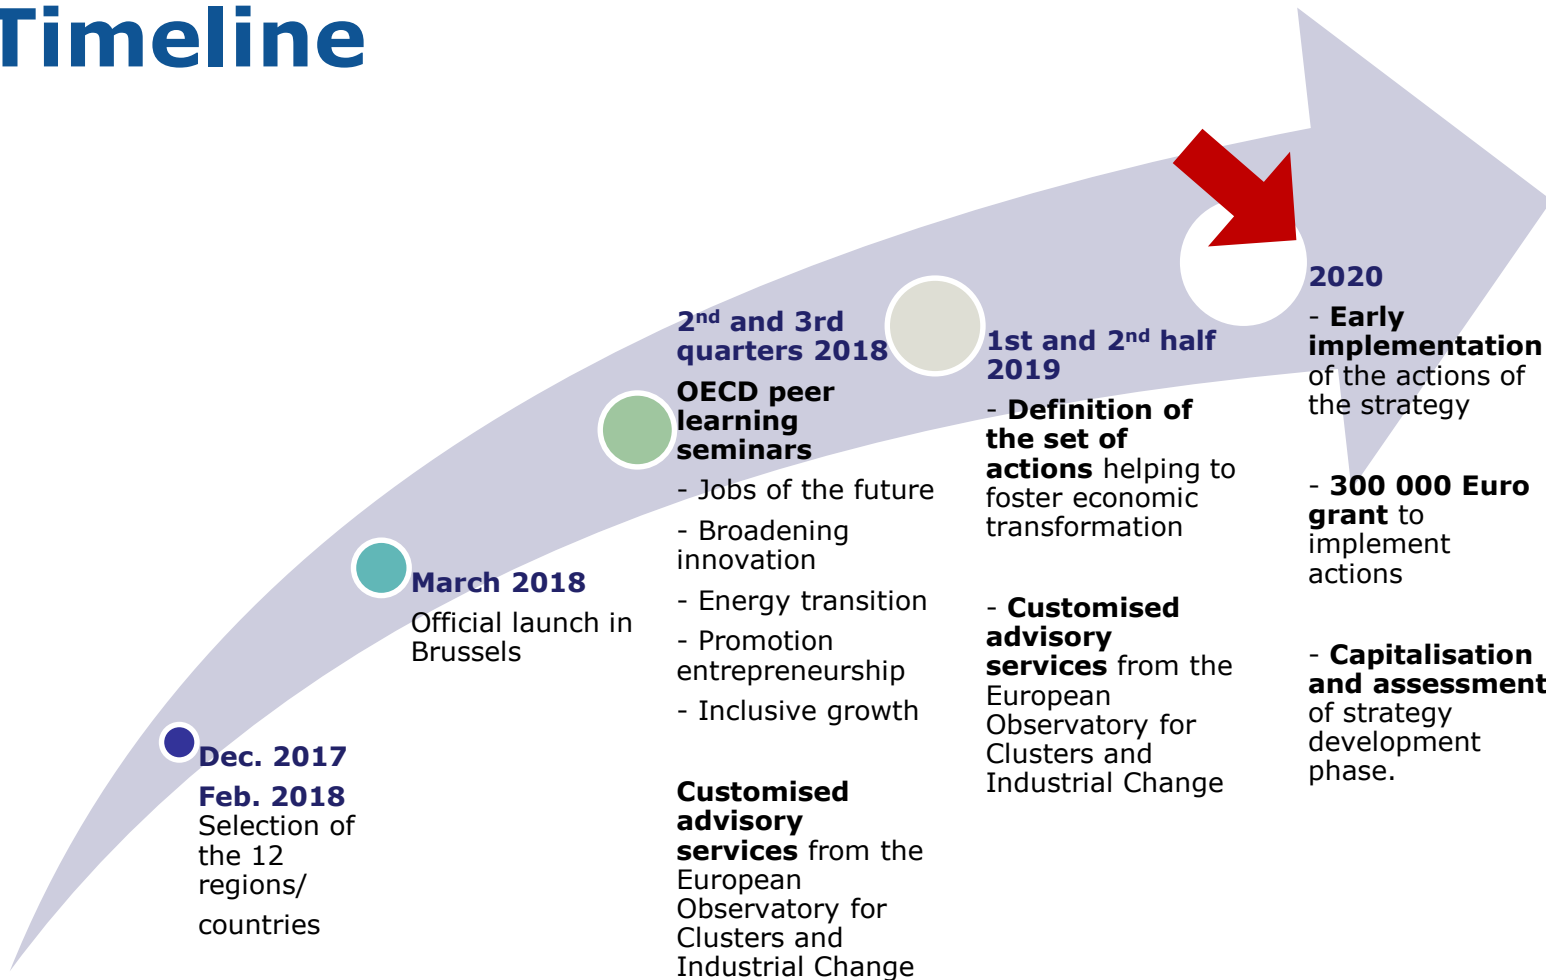 Timeline
Dec. 2017
Feb. 2018
Selection of
the 12
regions/
countries
March 2018
Official launch in
Brussels
2nd and 3rd
quarters 2018
OECD peer
learning
seminars
- Jobs of the future
- Broadening
innovation
- Energy transition
- Promotion
entrepreneurship
- Inclusive growth
Customised
advisory
services from the
European
Observatory for
Clusters and
Industrial Change
1st and 2nd half
2019
- Definition of
the set of
actions helping to
foster economic
transformation
- Customised
advisory
services from the
European
Observatory for
Clusters and
Industrial Change
2020
- Early
implementation
of the actions of
the strategy
- 300 000 Euro
grant to
implement
actions
- Capitalisation
and assessment
of strategy
development
phase.